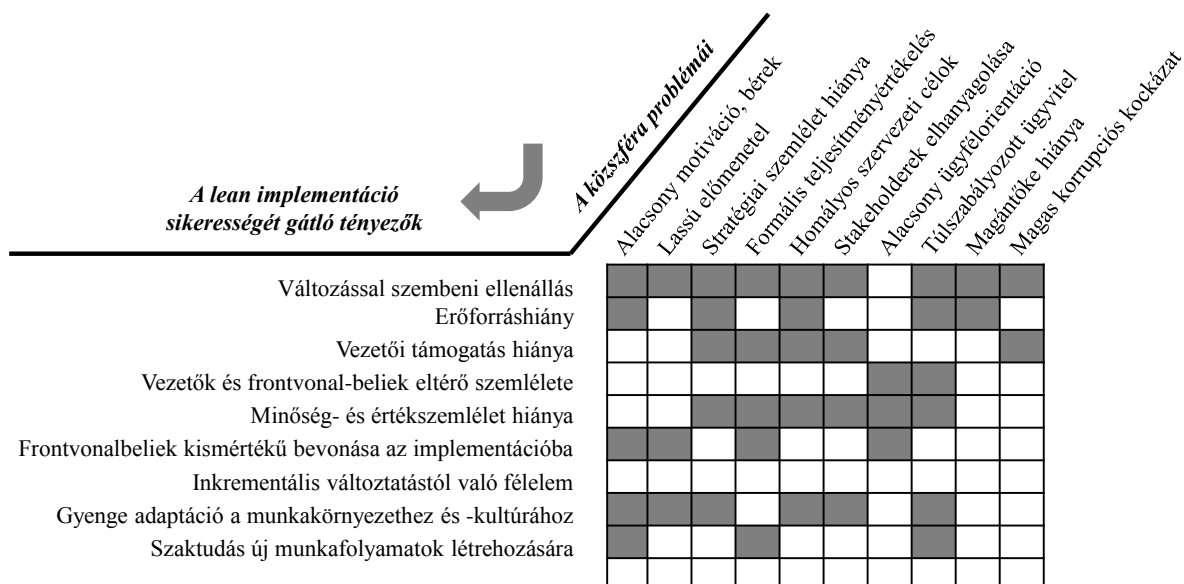 A közszféra problémái
Alacsony motiváció, bérek
Lassú előmenetel
Stratégiai szemlélet hiánya
Formális teljesítményértékelés
Homályos szervezeti célok
Stakeholderek elhanyagolása
Alacsony ügyfélorientáció
Túlszabályozott ügyvitel
Magántőke hiánya
Magas korrupciós kockázat
A lean implementáció
sikerességét gátló tényezők
Változással szembeni ellenállás
Erőforráshiány
Vezetői támogatás hiánya
Vezetők és frontvonal-beliek eltérő szemlélete
Minőség- és értékszemlélet hiánya
Frontvonalbeliek kismértékű bevonása az implementációba
Inkrementális változtatástól való félelem
Gyenge adaptáció a munkakörnyezethez és -kultúrához
Szaktudás új munkafolyamatok létrehozására